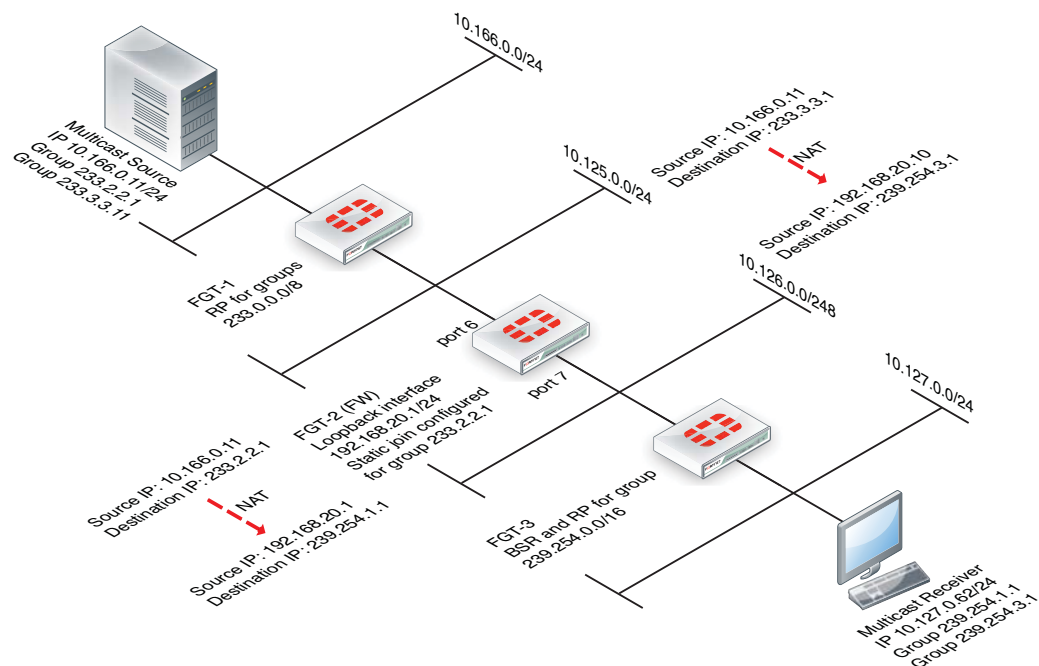 10.166.0.0/24
Multicast Source
IP 10.166.0.11/24
Group 233.2.2.1
Group 233.3.3.11
10.125.0.0/24
Source IP: 10.166.0.11
Destination IP: 233.3.3.1
NAT
Source IP: 192.168.20.10
Destination IP: 239.254.3.1
FGT-1
RP for groups
233.0.0.0/8
port 6
10.126.0.0/248
port 7
FGT-2 (FW)
Loopback interface
192.168.20.1/24
Static join configured
for group 233.2.2.1
10.127.0.0/24
Source IP: 10.166.0.11
Destination IP: 233.2.2.1
NAT
Source IP: 192.168.20.1
Destination IP: 239.254.1.1
FGT-3
BSR and RP for group
239.254.0.0/16
Multicast Receiver
IP 10.127.0.62/24
Group 239.254.1.1
Group 239.254.3.1